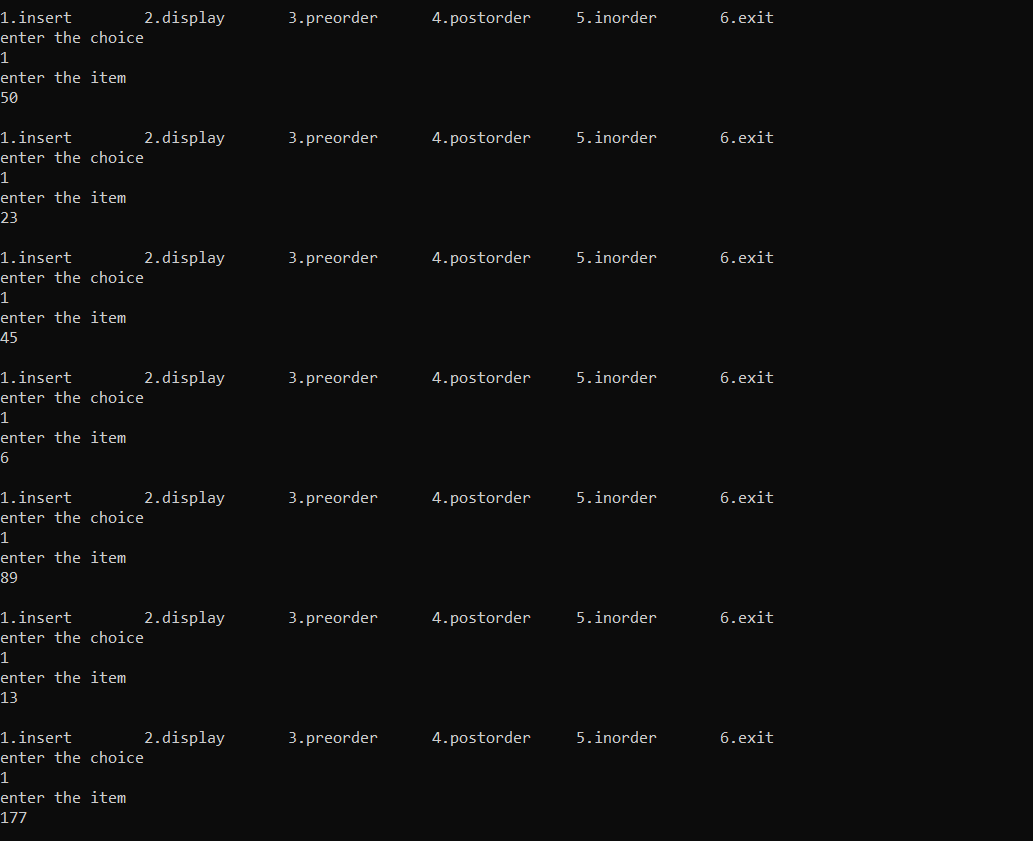 1.insert        2.display       3.preorder      4.postorder     5.inorder       6.exit
enter the choice
1
enter the item
50
1.insert        2.display       3.preorder      4.postorder     5.inorder       6.exit
enter the choice
1
enter the item
23
1.insert        2.display       3.preorder      4.postorder     5.inorder       6.exit
enter the choice
1
enter the item
45
1.insert        2.display       3.preorder      4.postorder     5.inorder       6.exit
enter the choice
1
enter the item
6
1.insert        2.display       3.preorder      4.postorder     5.inorder       6.exit
enter the choice
1
enter the item
89
1.insert        2.display       3.preorder      4.postorder     5.inorder       6.exit
enter the choice
1
enter the item
13
1.insert        2.display       3.preorder      4.postorder     5.inorder       6.exit
enter the choice
1
enter the item
177